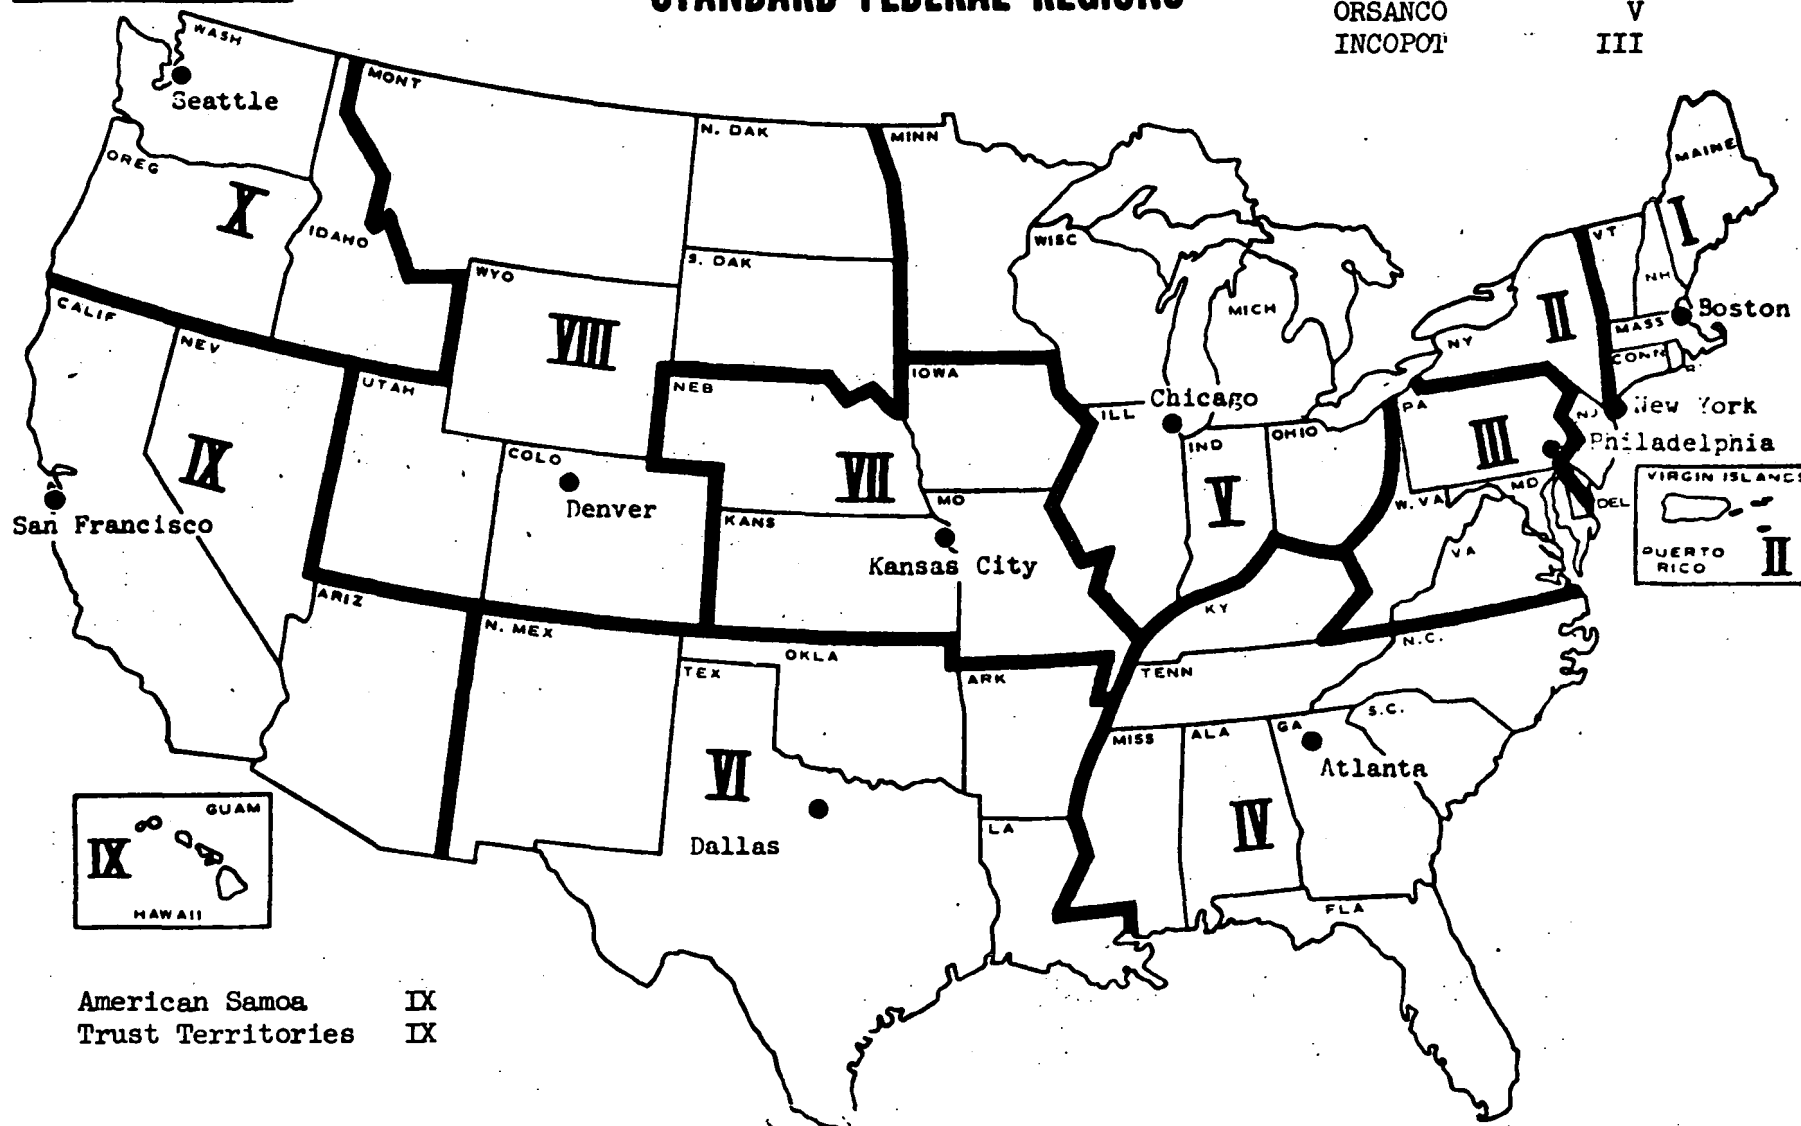 STANDARD FEDERAL REGIONS
ORSANCO V
INCOPOT III
WASH
Seattle
MONT
N. DAK
MINN
MAINE
OREG
X
IDAHO
I
WISC
VT
WYO
S. DAK
NH
CALIF
VIII
MICH
II
Boston
MASS
NEV
NY
CONN
UTAH
NEB
IOWA
R.
ILL
Chicago
PA
NJ
New York
IND
OHIO
III
Philadelphia
IX
COLO
VII
VIRGIN ISLANDS
Denver
MO
V
W. VA
MD
DEL
San Francisco
KANS
PUERTO
RICO
II
VA
Kansas City
ARIZ
N. MEX
KY
N.C.
OKLA
TEX
ARK
TENN
S.C.
MISS
ALA
GA
Atlanta
VI
GUAM
IX
LA
IV
Dallas
HAWAII
FLA
American Samoa IX
Trust Territories IX